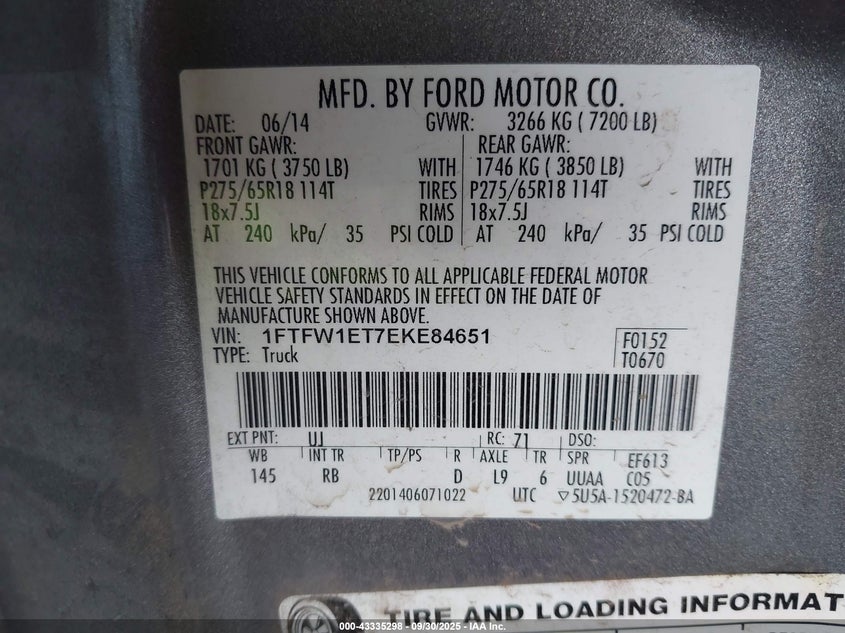 MFD. BY FORD MOTOR CO.
DATE: 06/14 GVWR: 3266 KG ( 7200 LB)
FRONT GAWR: REAR GAWR:
1701 KG ( 3750 LB) WITH 1746 KG ( 3850 LB) WITH
P275/65R18 114T TIRES P275/65R18 114T TIRES
18x7.5J RIMS 18x7.5J RIMS
AT 240 kPa/ 35 PSI COLD AT 240 kPa/ 35 PSI COLD
THIS VEHICLE CONFORMS TO ALL APPLICABLE FEDERAL MOTOR
VEHICLE SAFETY STANDARDS IN EFFECT ON THE DATE OF
MANUFACTURE SHOWN ABOVE.
VIN: 1FTFW1ET7EKE84651 F0152
TYPE: Truck T0670
EXT PNT: UJ RC: 71 DSO:
WB INT TR TP/PS R AXLE TR SPR EF613
145 RB D L9 6 UUAA C05
2201406071022 UTC ▽5U5A-1520472-BA
TIRE AND LOADING INFORMAT
000-43335298 - 09/30/2025 - IAA Inc.